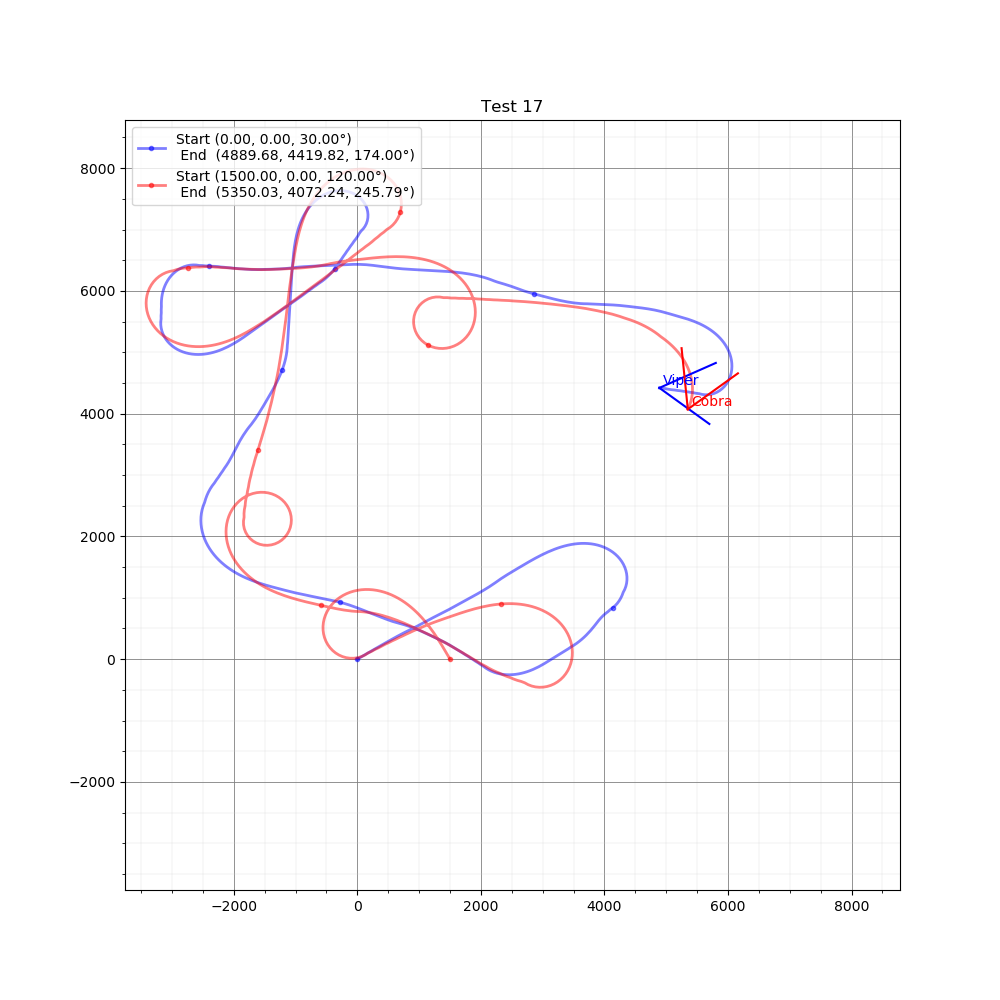 Test 17
Start (0.00, 0.00, 30.00°)
End (4889.68, 4419.82, 174.00°)
Start (1500.00, 0.00, 120.00°)
End (5350.03, 4072.24, 245.79°)
8000
6000
4000
2000
0
−2000
Viper
Cobra
−2000 0 2000 4000 6000 8000